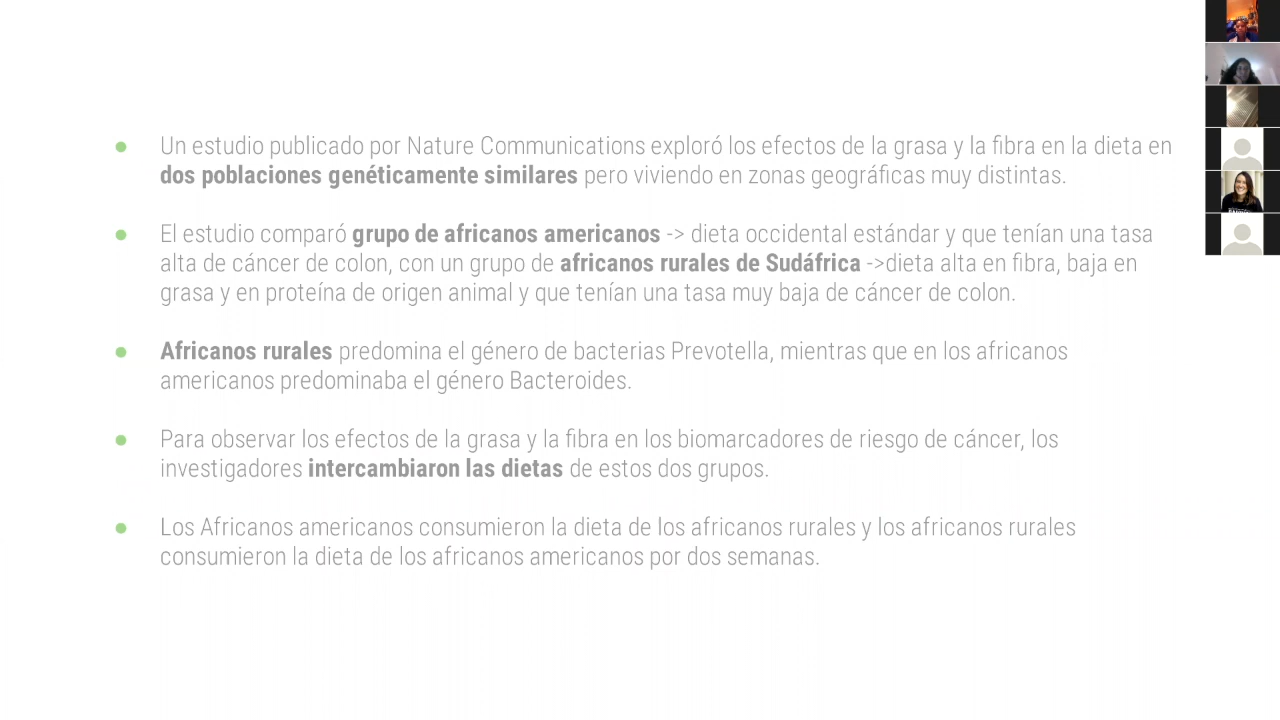 Un estudio publicado por Nature Communications exploró los efectos de la grasa y la fibra en la dieta en
dos poblaciones genéticamente similares pero viviendo en zonas geográficas muy distintas.
El estudio comparó grupo de africanos americanos -> dieta occidental estándar y que tenían una tasa
alta de cáncer de colon, con un grupo de africanos rurales de Sudáfrica ->dieta alta en fibra, baja en
grasa y en proteína de origen animal y que tenían una tasa muy baja de cáncer de colon.
Africanos rurales predomina el género de bacterias Prevotella, mientras que en los africanos
americanos predominaba el género Bacteroides.
Para observar los efectos de la grasa y la fibra en los biomarcadores de riesgo de cáncer, los
investigadores intercambiaron las dietas de estos dos grupos.
Los Africanos americanos consumieron la dieta de los africanos rurales y los africanos rurales
consumieron la dieta de los africanos americanos por dos semanas.